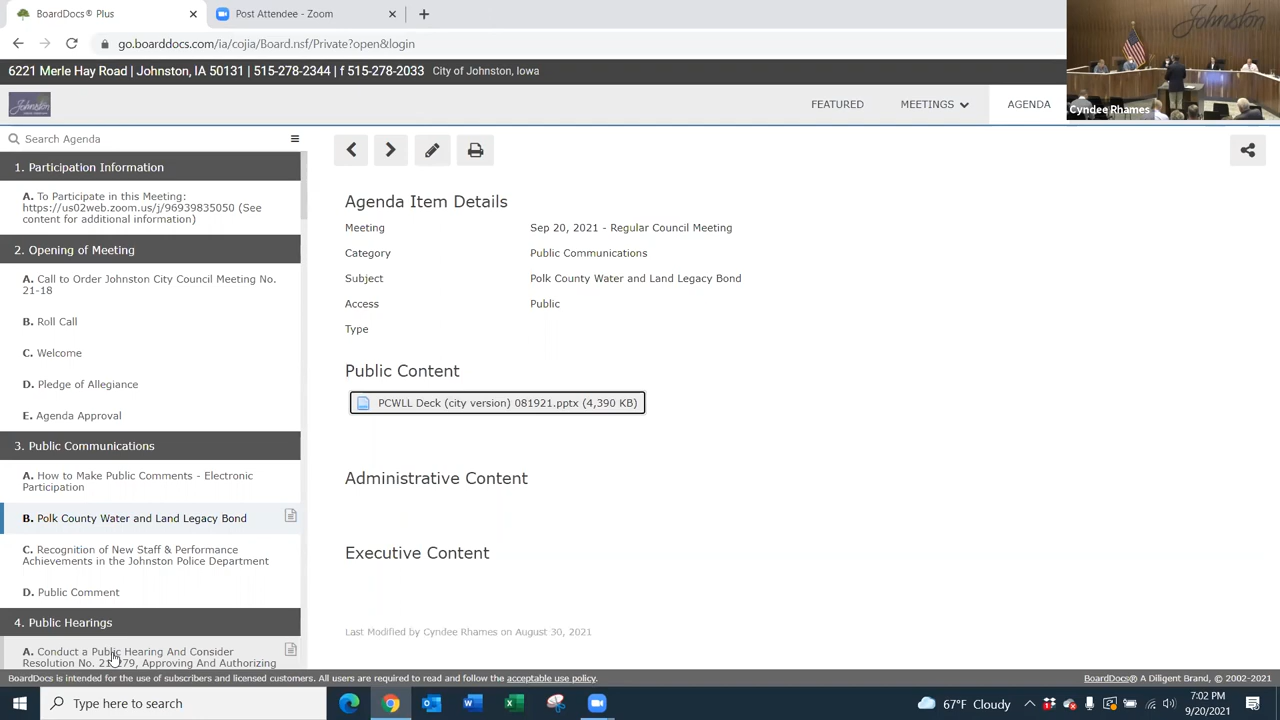 BoardDocs® Plus
Post Attendee - Zoom
go.boarddocs.com/ia/cojia/Board.nsf/Private?open&login
6221 Merle Hay Road | Johnston, IA 50131 | 515-278-2344 | f 515-278-2033 City of Johnston, Iowa
Johnston
Cyndee Rhames
Johnston
FEATURED
MEETINGS
AGENDA
Search Agenda
1. Participation Information
A. To Participate in this Meeting:
https://us02web.zoom.us/j/96939835050 (See
content for additional information)
2. Opening of Meeting
A. Call to Order Johnston City Council Meeting No.
21-18
B. Roll Call
C. Welcome
D. Pledge of Allegiance
E. Agenda Approval
3. Public Communications
A. How to Make Public Comments - Electronic
Participation
B. Polk County Water and Land Legacy Bond
C. Recognition of New Staff & Performance
Achievements in the Johnston Police Department
D. Public Comment
4. Public Hearings
A. Conduct a Public Hearing And Consider
Resolution No. Approving And Authorizing
Agenda Item Details
Meeting Sep 20, 2021 - Regular Council Meeting
Category Public Communications
Subject Polk County Water and Land Legacy Bond
Access Public
Type
Public Content
PCWLL Deck (city version) 081921.pptx (4,390 KB)
Administrative Content
Executive Content
Last Modified by Cyndee Rhames on August 30, 2021
BoardDocs is intended for the use of subscribers and licensed customers. All users are required to read and follow the acceptable use policy.
BoardDocs® A Diligent Brand, © 2002-2021
Type here to search
67°F Cloudy
7:02 PM
9/20/2021